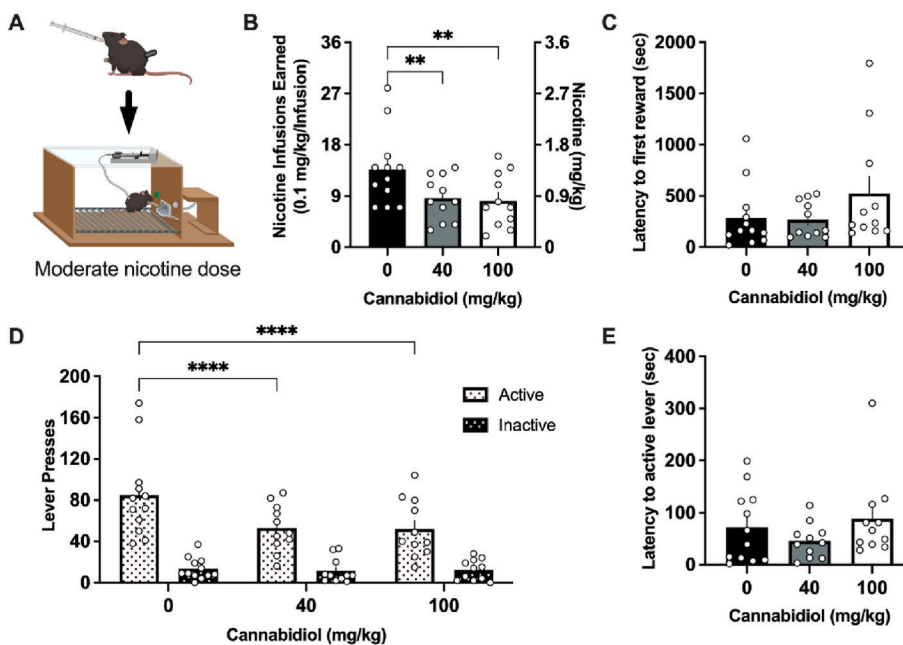 A
Moderate nicotine dose
B
Nicotine Infusions Earned
(0.1 mg/kg/Infusion)
36
27
18
9
0
**
**
3.6
2.7
1.8
0.9
0
Nicotine (mg/kg)
0 40 100
Cannabidiol (mg/kg)
C
Latency to first reward (sec)
2000
1500
1000
500
0
0 40 100
Cannabidiol (mg/kg)
D
Lever Presses
200
160
120
80
40
0
****
****
Active
Inactive
0 40 100
Cannabidiol (mg/kg)
E
Latency to active lever (sec)
400
300
200
100
0
0 40 100
Cannabidiol (mg/kg)